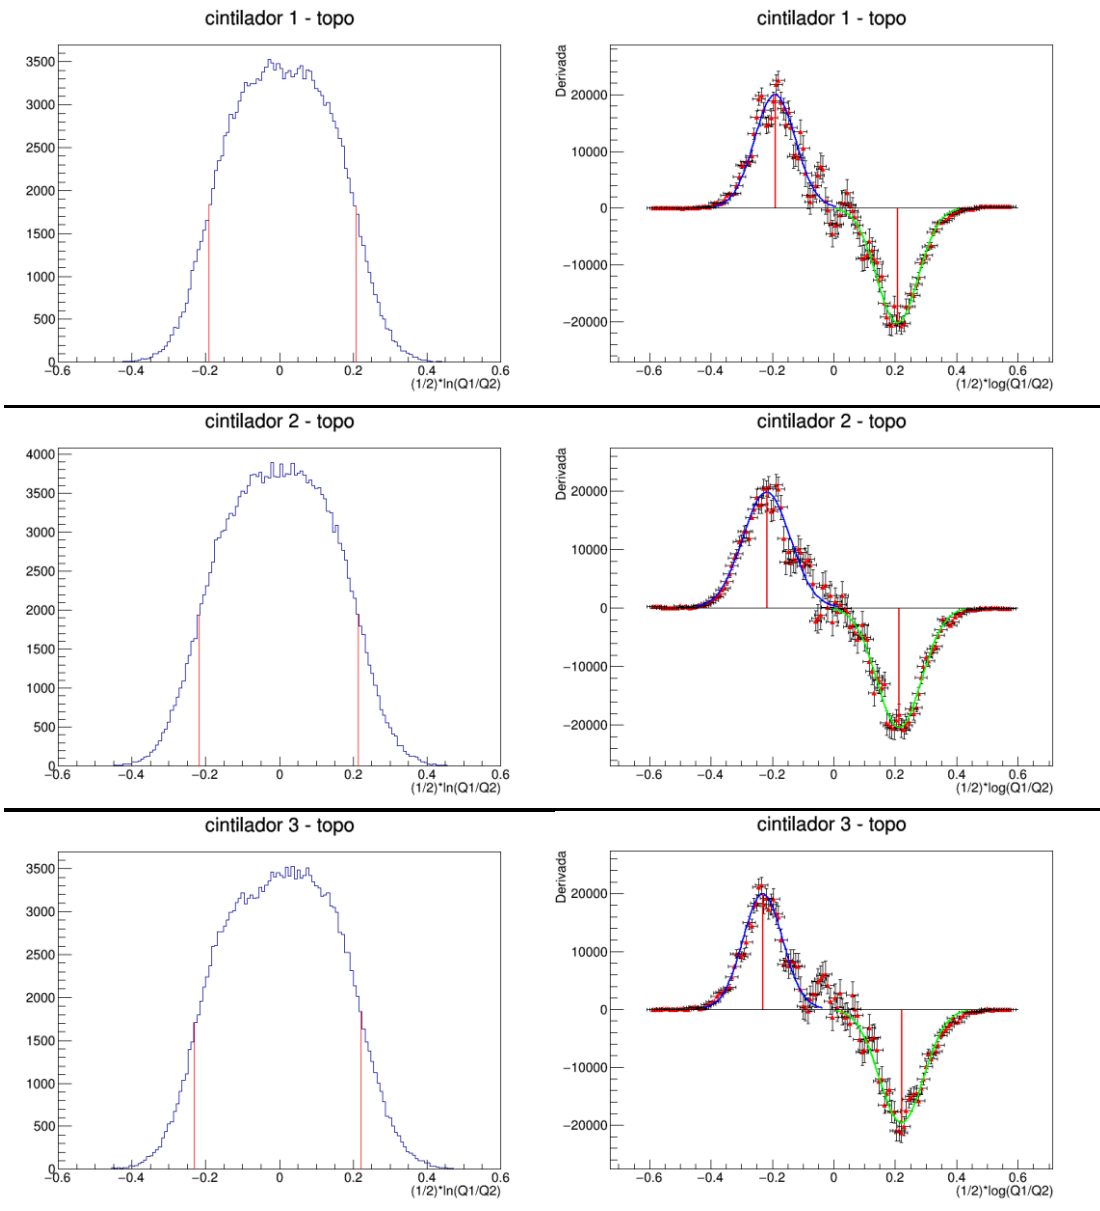 cintilador 1 - topo
3500
3000
2500
2000
1500
1000
500
0
−0.6 −0.4 −0.2 0 0.2 0.4 0.6
(1/2)*ln(Q1/Q2)
cintilador 1 - topo
Derivada
20000
10000
0
−10000
−20000
−0.6 −0.4 −0.2 0 0.2 0.4 0.6
(1/2)*log(Q1/Q2)
cintilador 2 - topo
4000
3500
3000
2500
2000
1500
1000
500
0
−0.6 −0.4 −0.2 0 0.2 0.4 0.6
(1/2)*ln(Q1/Q2)
cintilador 2 - topo
Derivada
20000
10000
0
−10000
−20000
−0.6 −0.4 −0.2 0 0.2 0.4 0.6
(1/2)*log(Q1/Q2)
cintilador 3 - topo
3500
3000
2500
2000
1500
1000
500
0
−0.6 −0.4 −0.2 0 0.2 0.4 0.6
(1/2)*ln(Q1/Q2)
cintilador 3 - topo
Derivada
20000
10000
0
−10000
−20000
−0.6 −0.4 −0.2 0 0.2 0.4 0.6
(1/2)*log(Q1/Q2)